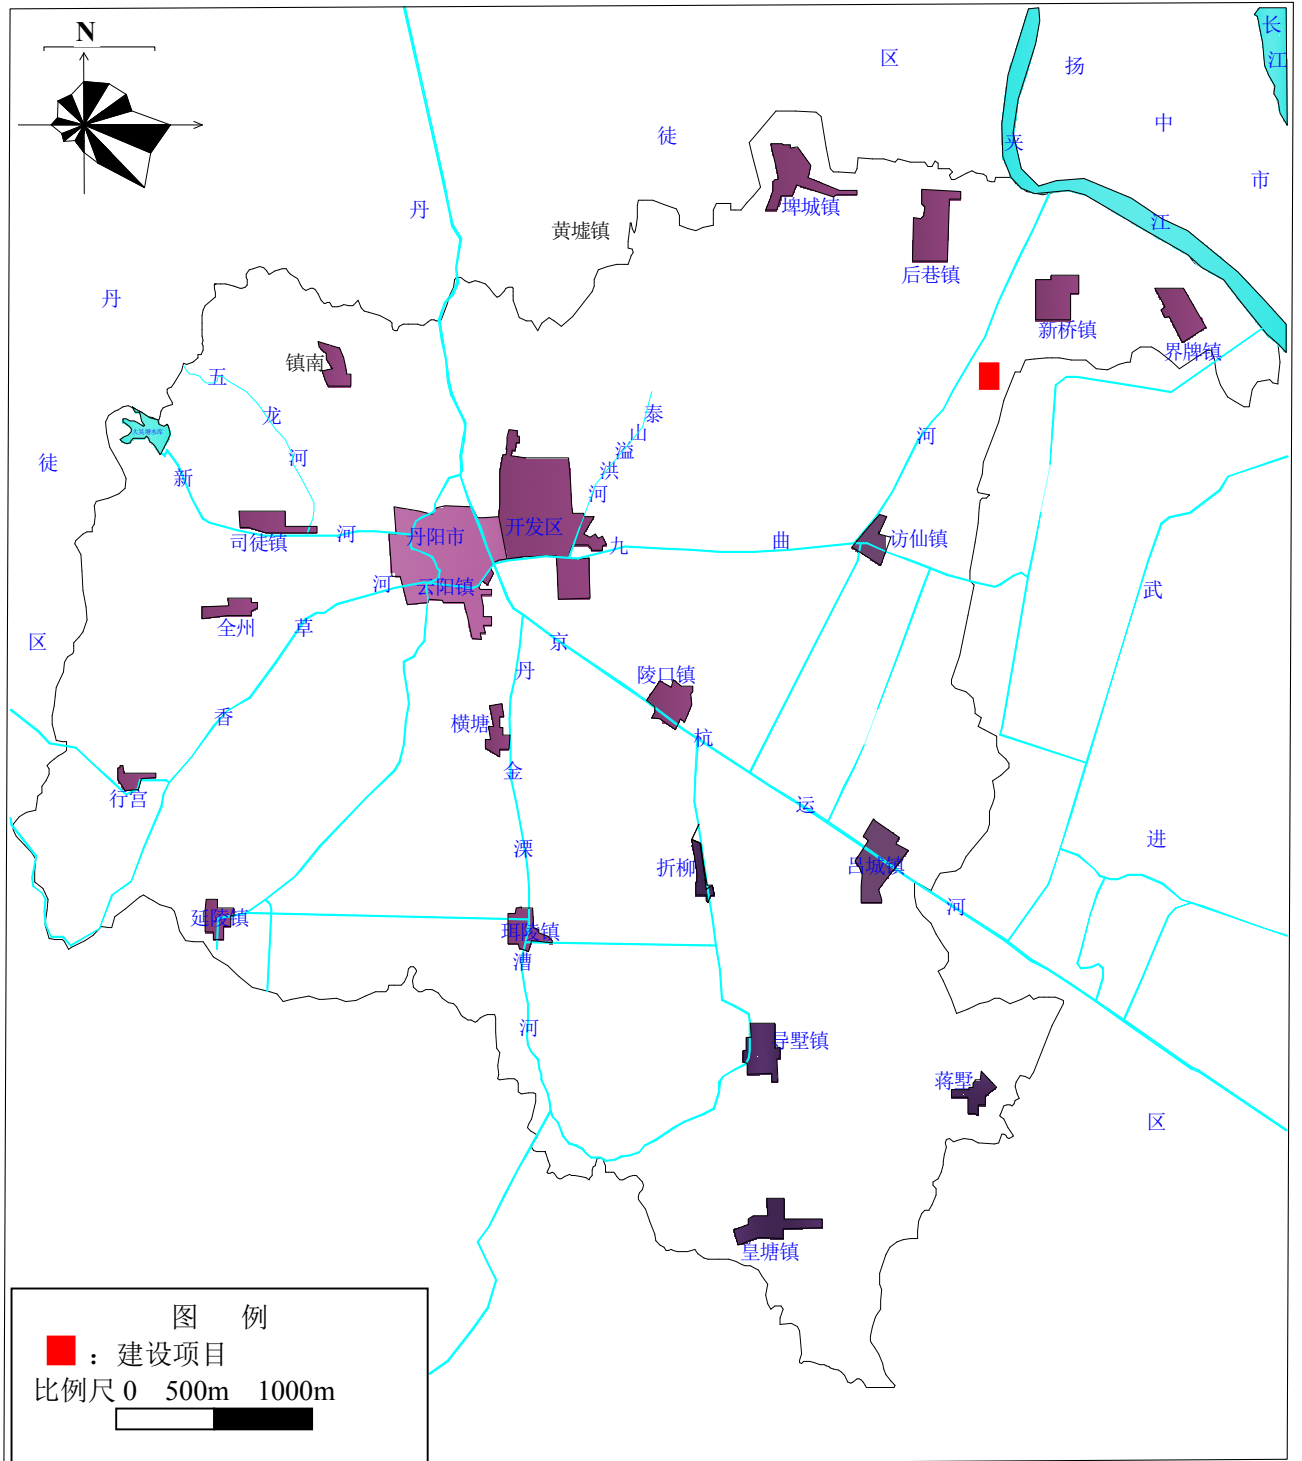 N
长
江
区
扬
中
市
徒
夹
江
丹
黄墟镇
埤城镇
后巷镇
新桥镇
界牌镇
丹
镇南
五
龙
河
泰
山
溢
洪
河
河
徒
新
司徒镇
河
丹阳市
开发区
九
曲
访仙镇
河
云阳镇
武
全州
草
区
京
丹
陵口镇
香
横塘
杭
金
行宫
运
进
溧
折柳
吕城镇
河
延陵镇
珥陵镇
漕
河
导墅镇
蒋墅
区
皇塘镇
图 例
：建设项目
比例尺 0 500m 1000m